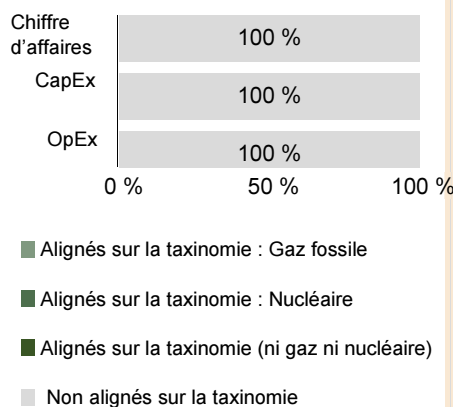 Chiffre
d'affaires
100 %
CapEx
100 %
OpEx
100 %
0 % 50 % 100 %
Alignés sur la taxinomie : Gaz fossile
Alignés sur la taxinomie : Nucléaire
Alignés sur la taxinomie (ni gaz ni nucléaire)
Non alignés sur la taxinomie